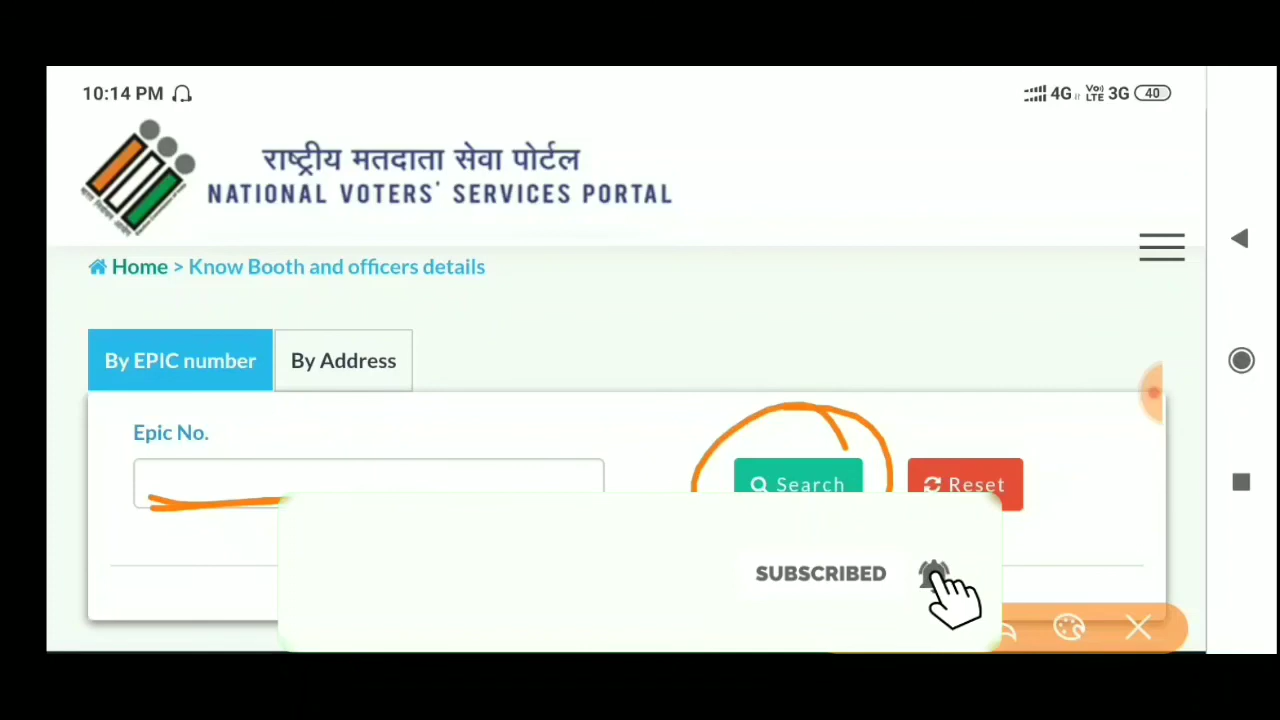 10:14 PM 4G Vo) LTE 3G 40
राष्ट्रीय मतदाता सेवा पोर्टल
NATIONAL VOTERS' SERVICES PORTAL
Home > Know Booth and officers details
By EPIC number By Address
Epic No.
Search Reset
SUBSCRIBED